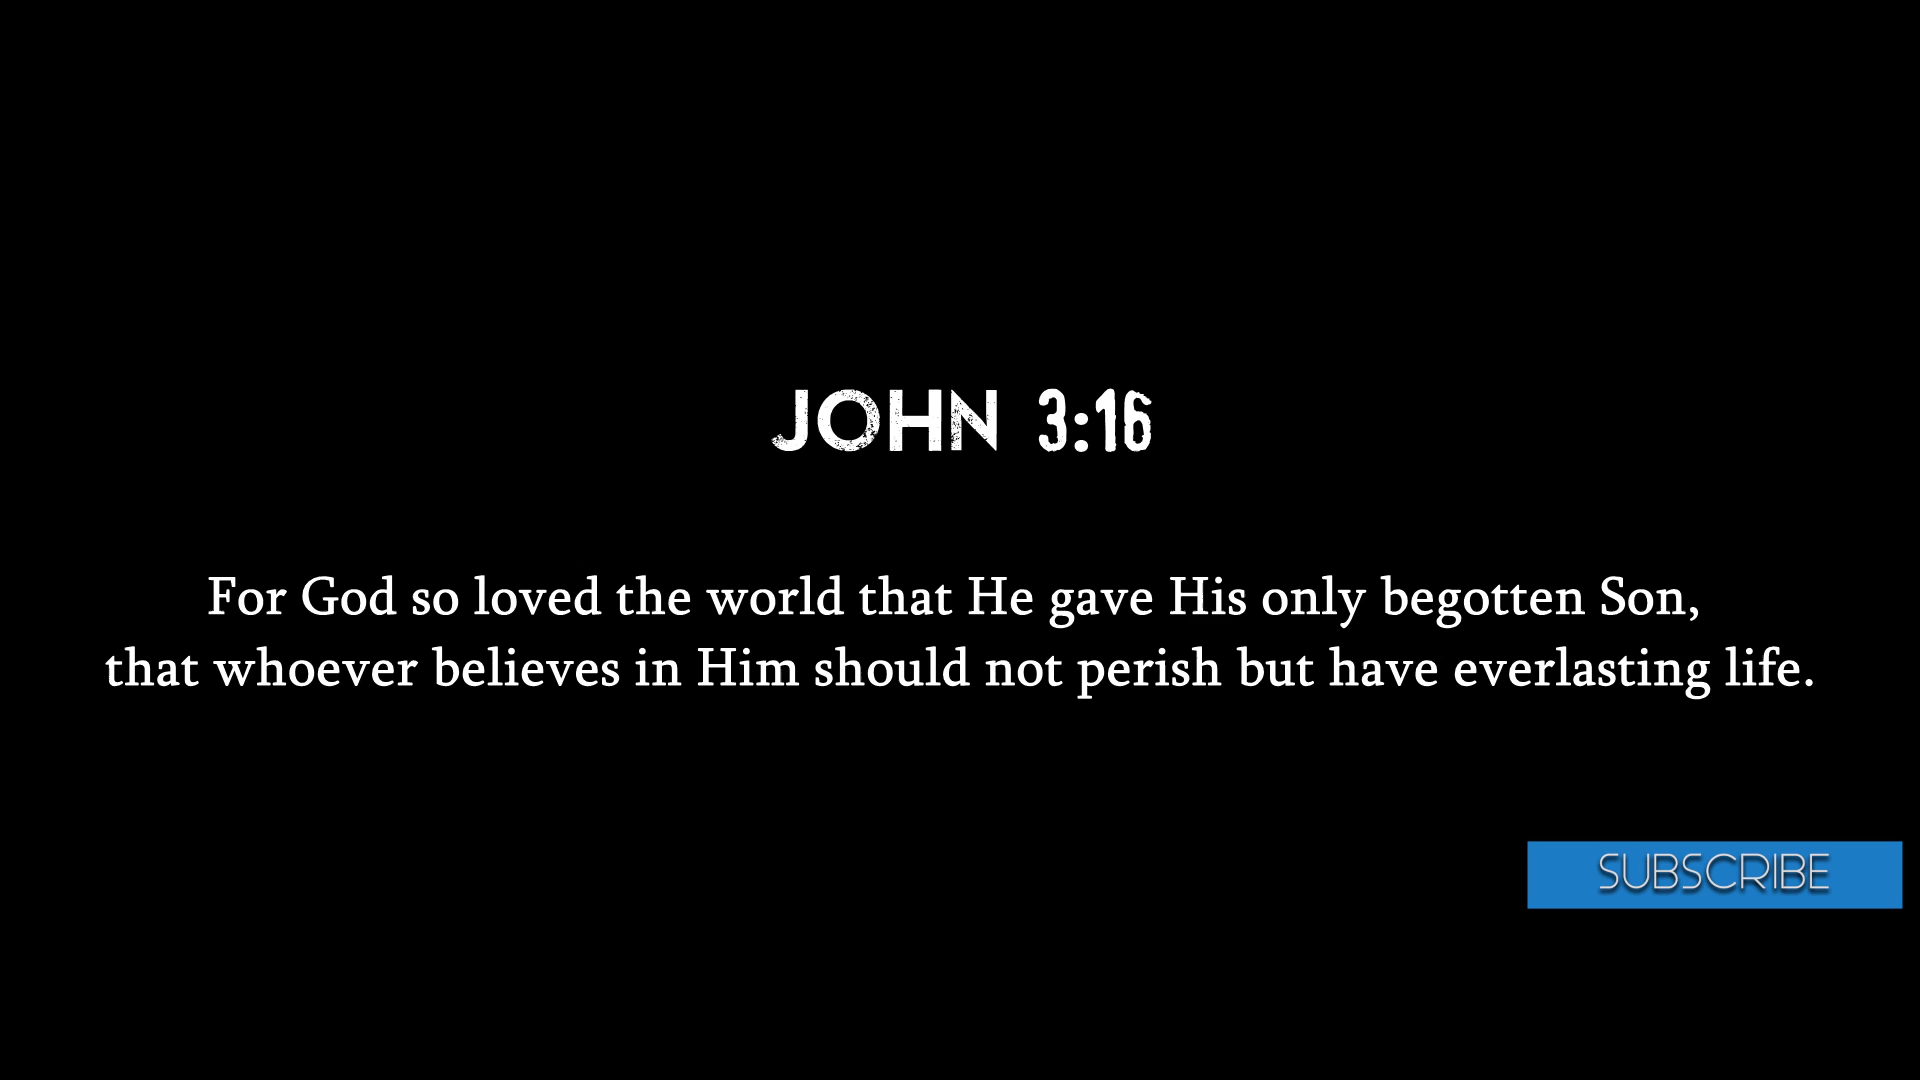 JOHN 3:16
For God so loved the world that He gave His only begotten Son,
that whoever believes in Him should not perish but have everlasting life.
SUBSCRIBE